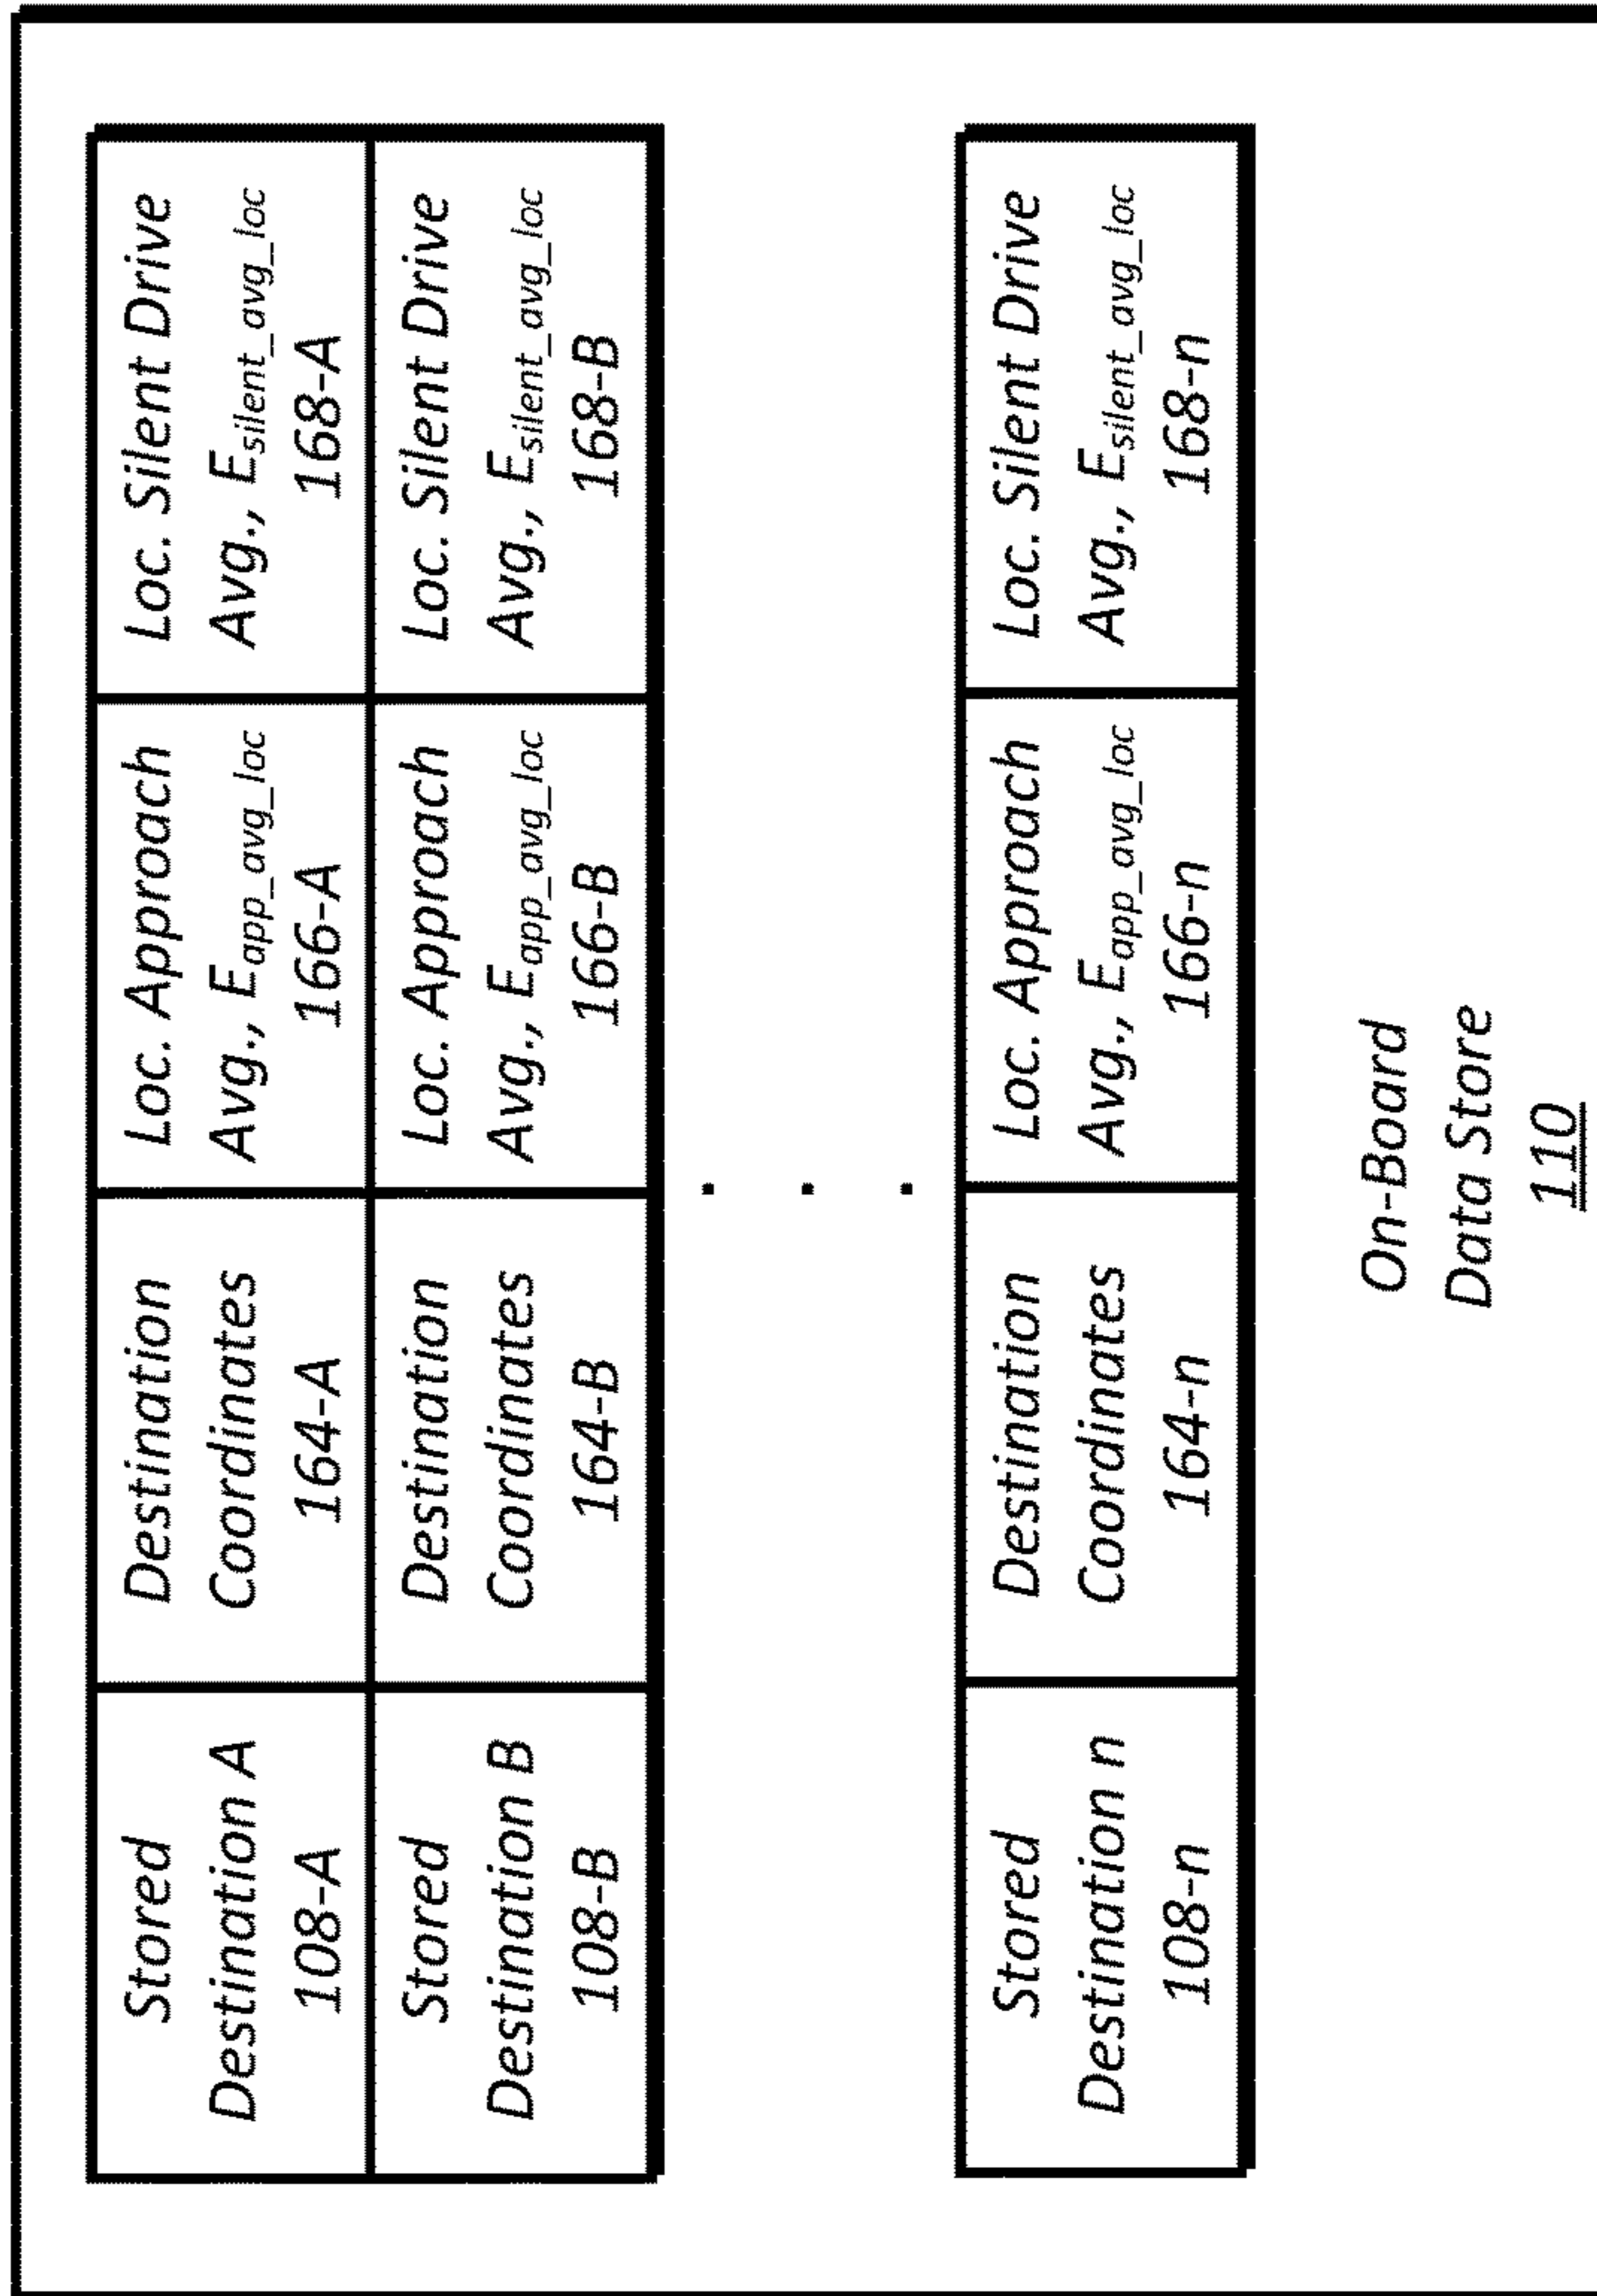 Stored
Destination A
108-A
Destination
Coordinates
164-A
Loc. Approach
Avg., E_app_avg_loc
166-A
Loc. Silent Drive
Avg., E_silent_avg_loc
168-A
Stored
Destination B
108-B
Destination
Coordinates
164-B
Loc. Approach
Avg., E_app_avg_loc
166-B
Loc. Silent Drive
Avg., E_silent_avg_loc
168-B
. . .
Stored
Destination n
108-n
Destination
Coordinates
164-n
Loc. Approach
Avg., E_app_avg_loc
166-n
Loc. Silent Drive
Avg., E_silent_avg_loc
168-n
On-Board
Data Store
110